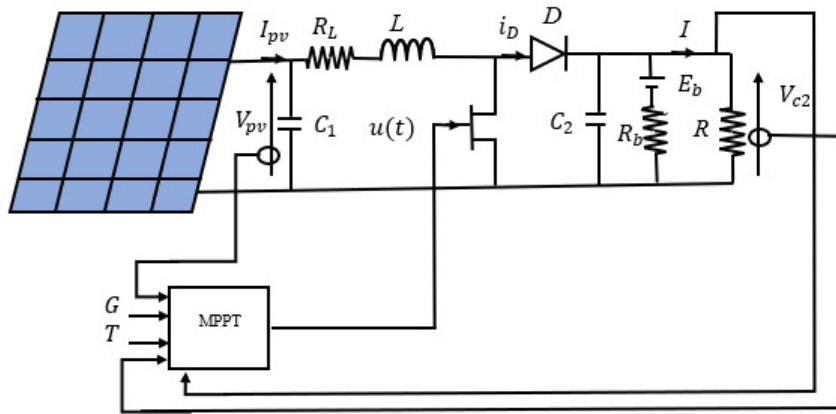 I_pv R_L L i_D D I
V_pv C_1 u(t) C_2 E_b R_b R V_c2
G
T
MPPT